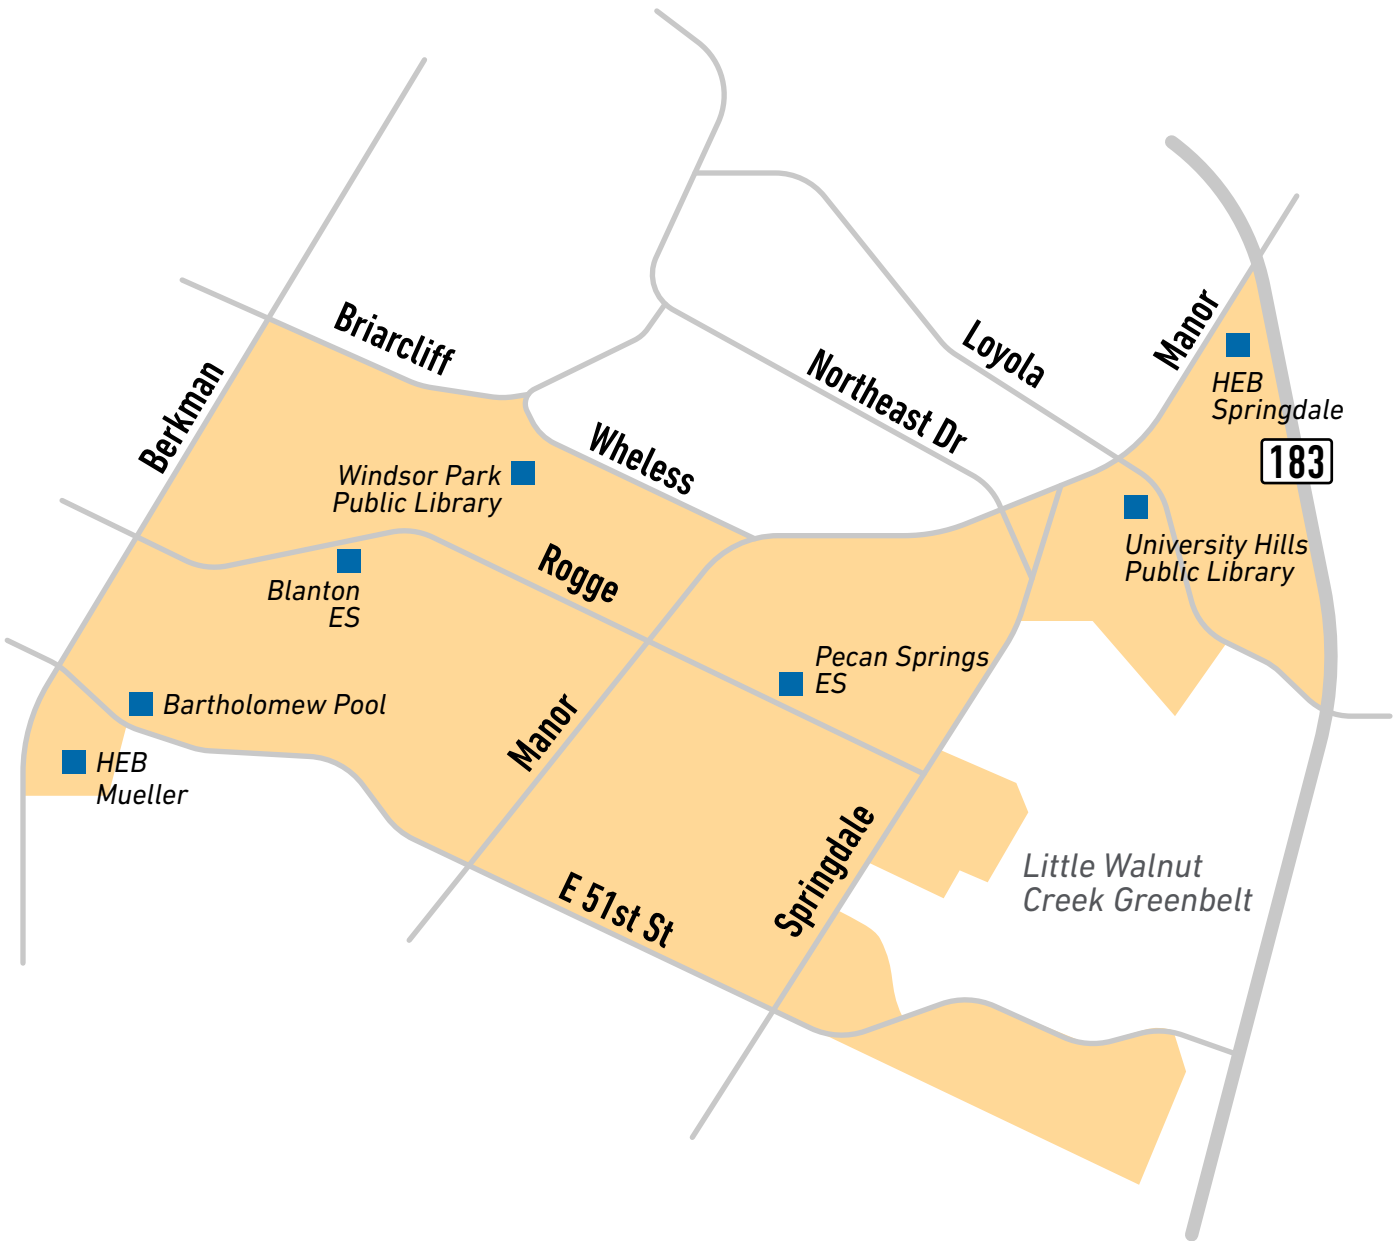 Briarcliff
Berkman
Loyola
Manor
Northeast Dr
HEB
Springdale
183
Wheless
Windsor Park
Public Library
University Hills
Public Library
Rogge
Blanton
ES
Pecan Springs
ES
Bartholomew Pool
Manor
HEB
Mueller
Springdale
Little Walnut
Creek Greenbelt
E 51st St